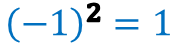 (−1)² = 1